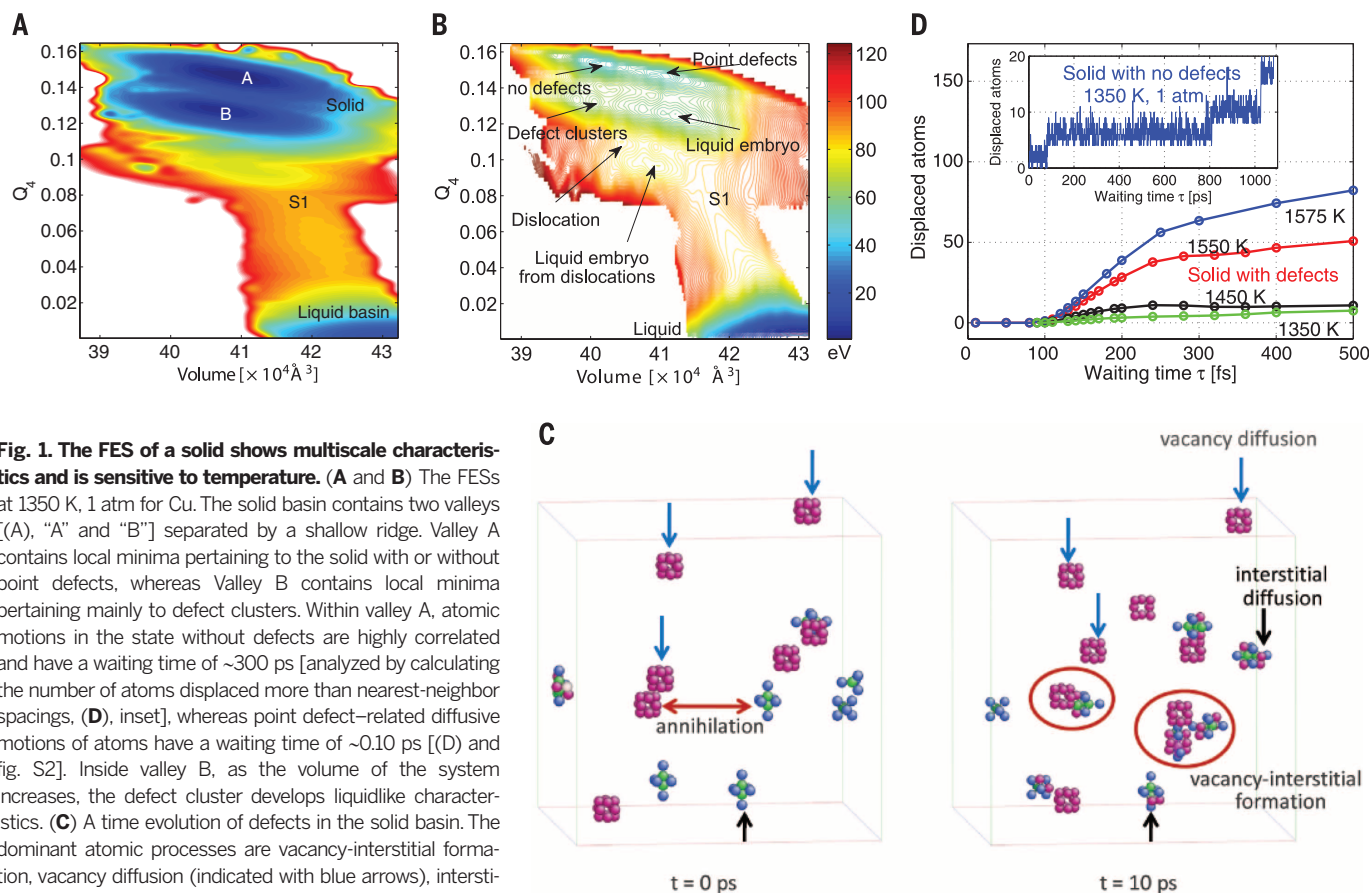 A
Q4
0.16
0.14
0.12
0.1
0.08
0.06
0.04
0.02
A
B
Solid
S1
Liquid basin
39
40
41
42
43
Volume [×10⁴Å³]
B
Q4
0.16
0.14
0.12
0.1
0.08
0.06
0.04
0.02
Point defects
no defects
Defect clusters
Liquid embryo
S1
Dislocation
Liquid embryo
from dislocations
Liquid
39
40
41
42
43
Volume [×10⁴ Å³]
120
100
80
60
40
20
eV
D
Displaced atoms
150
100
50
0
Displaced atoms
20
10
0
Solid with no defects
1350 K, 1 atm
0
200
400
600
800
1000
Waiting time τ [ps]
1575 K
1550 K
Solid with defects
1450 K
1350 K
0
100
200
300
400
500
Waiting time τ [fs]
Fig. 1. The FES of a solid shows multiscale characteris-
tics and is sensitive to temperature. (A and B) The FESs
at 1350 K, 1 atm for Cu. The solid basin contains two valleys
[(A), “A” and “B”] separated by a shallow ridge. Valley A
contains local minima pertaining to the solid with or without
point defects, whereas Valley B contains local minima
pertaining mainly to defect clusters. Within valley A, atomic
motions in the state without defects are highly correlated
and have a waiting time of ~300 ps [analyzed by calculating
the number of atoms displaced more than nearest-neighbor
spacings, (D), inset], whereas point defect–related diffusive
motions of atoms have a waiting time of ~0.10 ps [(D) and
fig. S2]. Inside valley B, as the volume of the system
increases, the defect cluster develops liquidlike character-
istics. (C) A time evolution of defects in the solid basin. The
dominant atomic processes are vacancy-interstitial forma-
tion, vacancy diffusion (indicated with blue arrows), intersti-
C
vacancy diffusion
interstitial
diffusion
annihilation
vacancy-interstitial
formation
t = 0 ps
t = 10 ps